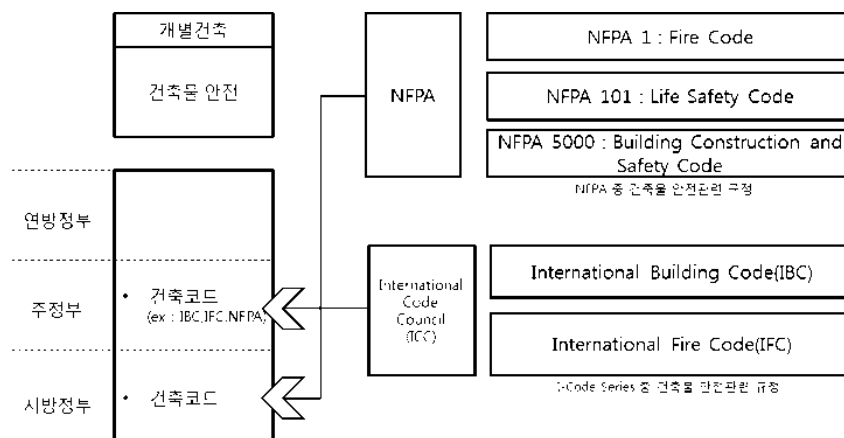 개별건축
건축물 안전
연방정부
주정부
• 건축코드
(ex : IBC,IFC,NFPA)
시방정부
• 건축코드
NFPA
NFPA 1 : Fire Code
NFPA 101 : Life Safety Code
NFPA 5000 : Building Construction and
Safety Code
NFPA 중 건축물 안전관련 규정
International
Code
Council
(ICC)
International Building Code(IBC)
International Fire Code(IFC)
I-Code Series 중 건축물 안전관련 규정